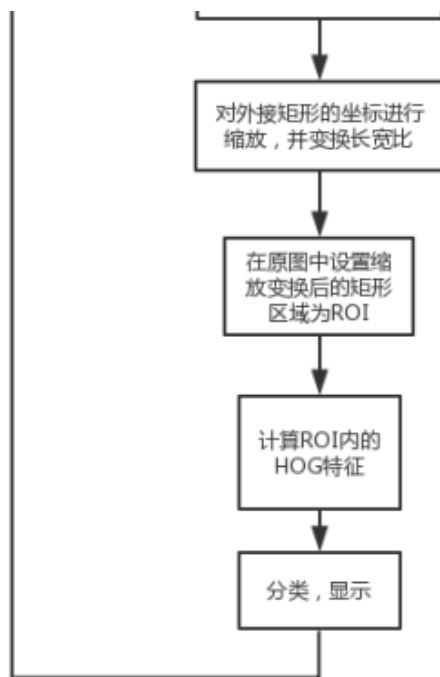 对外接矩形的坐标进行
缩放，并变换长宽比
在原图中设置缩
放变换后的矩形
区域为ROI
计算ROI内的
HOG特征
分类，显示